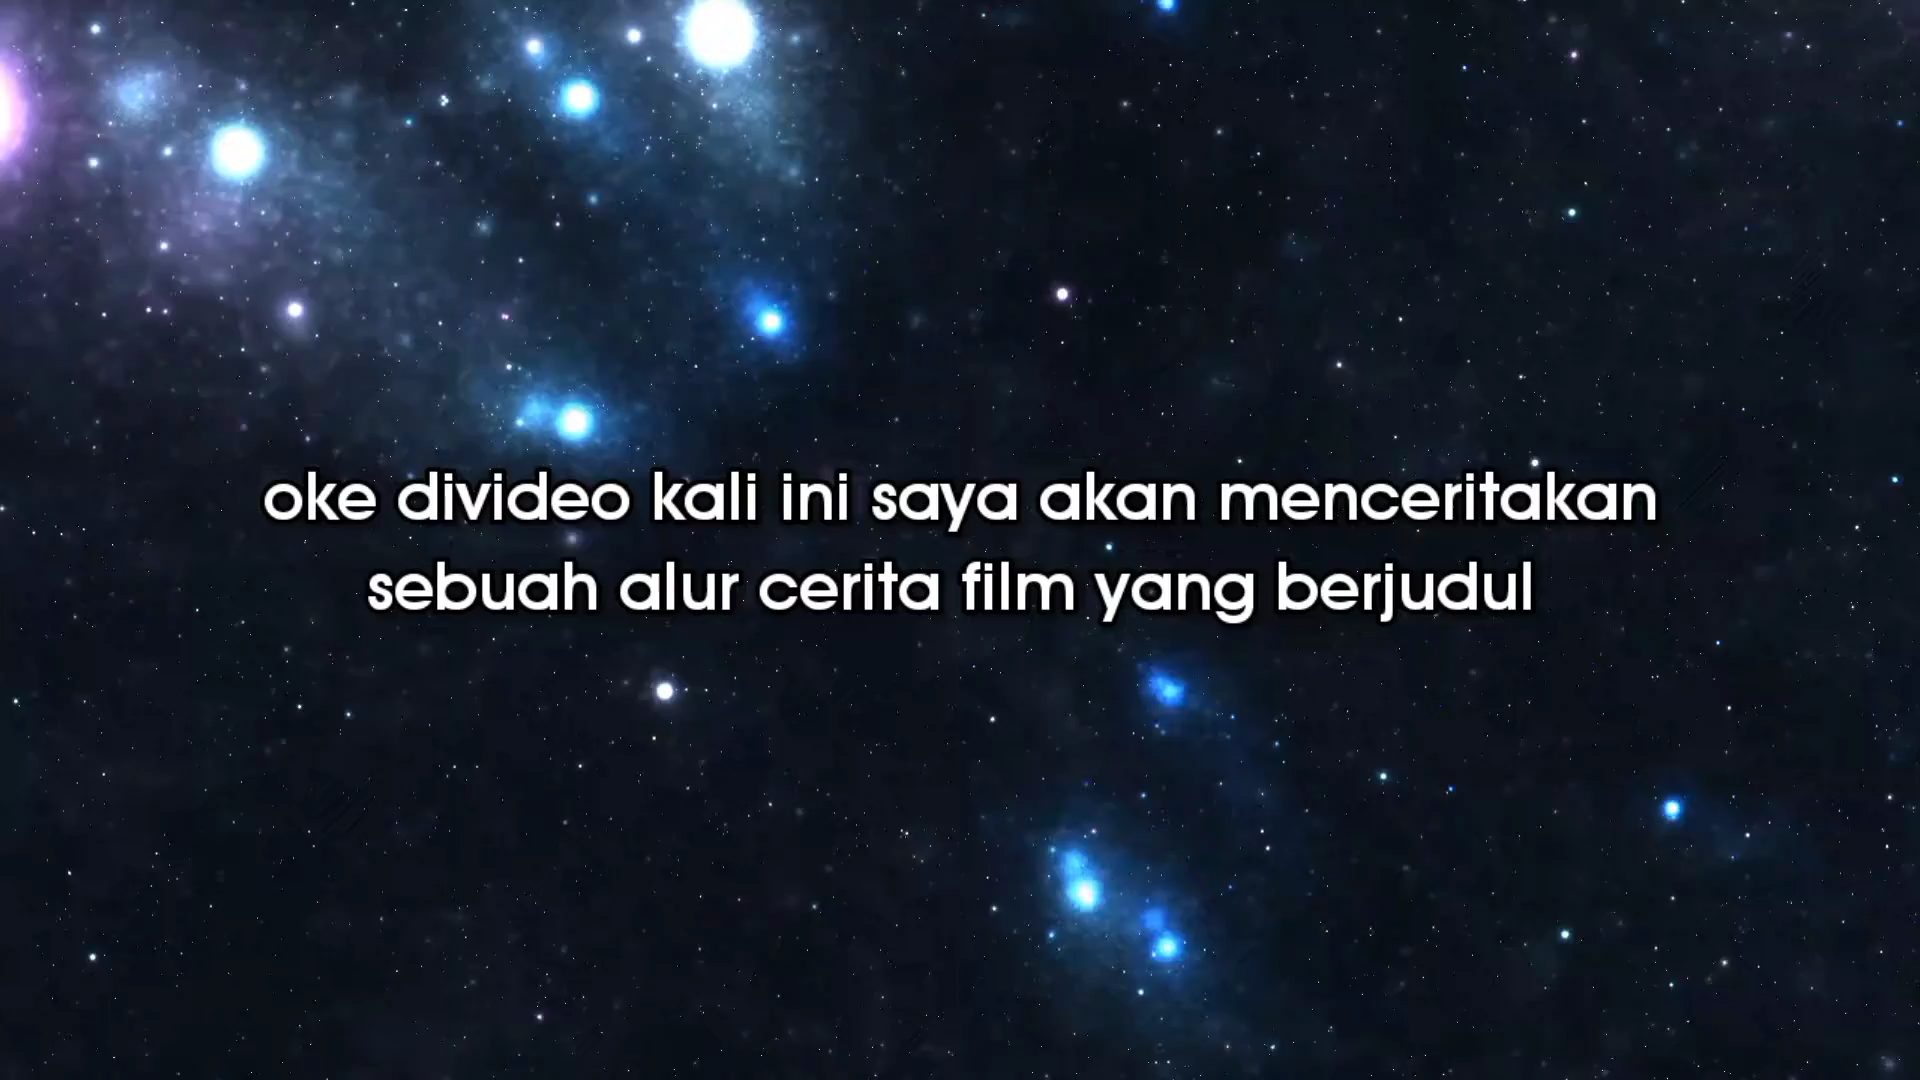 oke divideo kali ini saya akan menceritakan
sebuah alur cerita film yang berjudul